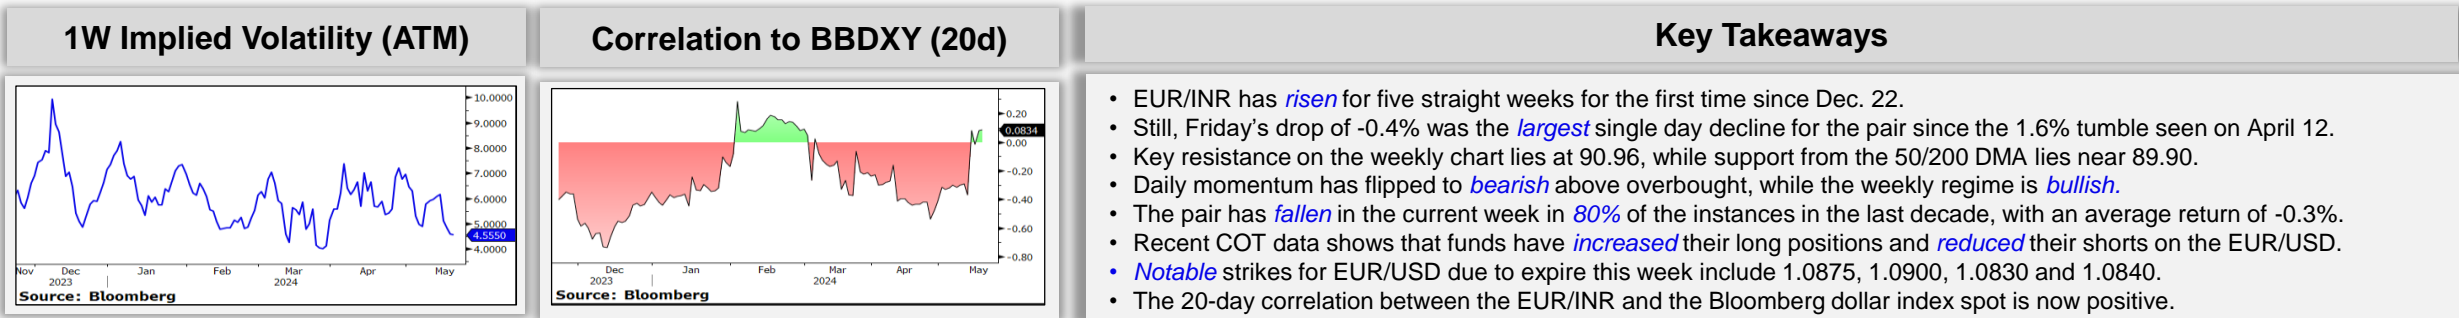 1W Implied Volatility (ATM)
10.0000
9.0000
8.0000
7.0000
6.0000
5.0000
4.5550
4.0000
Nov Dec Jan Feb Mar Apr May
2023 2024
Source: Bloomberg
Correlation to BBDXY (20d)
0.20
0.0834
0.00
-0.20
-0.40
-0.60
-0.80
Dec Jan Feb Mar Apr May
2023 2024
Source: Bloomberg
Key Takeaways
• EUR/INR has risen for five straight weeks for the first time since Dec. 22.
• Still, Friday’s drop of -0.4% was the largest single day decline for the pair since the 1.6% tumble seen on April 12.
• Key resistance on the weekly chart lies at 90.96, while support from the 50/200 DMA lies near 89.90.
• Daily momentum has flipped to bearish above overbought, while the weekly regime is bullish.
• The pair has fallen in the current week in 80% of the instances in the last decade, with an average return of -0.3%.
• Recent COT data shows that funds have increased their long positions and reduced their shorts on the EUR/USD.
• Notable strikes for EUR/USD due to expire this week include 1.0875, 1.0900, 1.0830 and 1.0840.
• The 20-day correlation between the EUR/INR and the Bloomberg dollar index spot is now positive.